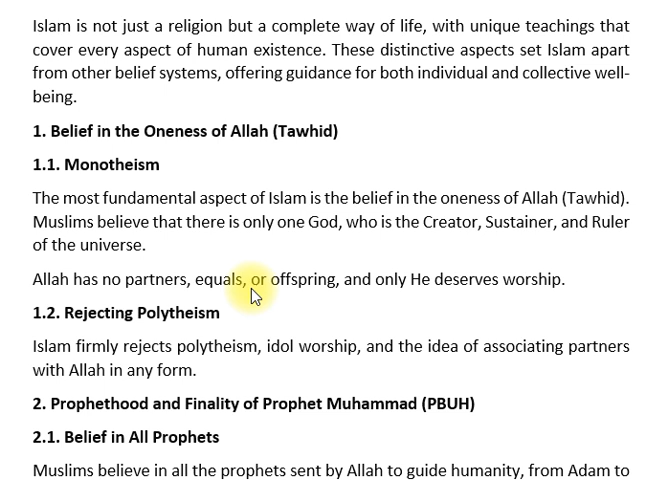 Islam is not just a religion but a complete way of life, with unique teachings that
cover every aspect of human existence. These distinctive aspects set Islam apart
from other belief systems, offering guidance for both individual and collective well-
being.
1. Belief in the Oneness of Allah (Tawhid)
1.1. Monotheism
The most fundamental aspect of Islam is the belief in the oneness of Allah (Tawhid).
Muslims believe that there is only one God, who is the Creator, Sustainer, and Ruler
of the universe.
Allah has no partners, equals, or offspring, and only He deserves worship.
1.2. Rejecting Polytheism
Islam firmly rejects polytheism, idol worship, and the idea of associating partners
with Allah in any form.
2. Prophethood and Finality of Prophet Muhammad (PBUH)
2.1. Belief in All Prophets
Muslims believe in all the prophets sent by Allah to guide humanity, from Adam to